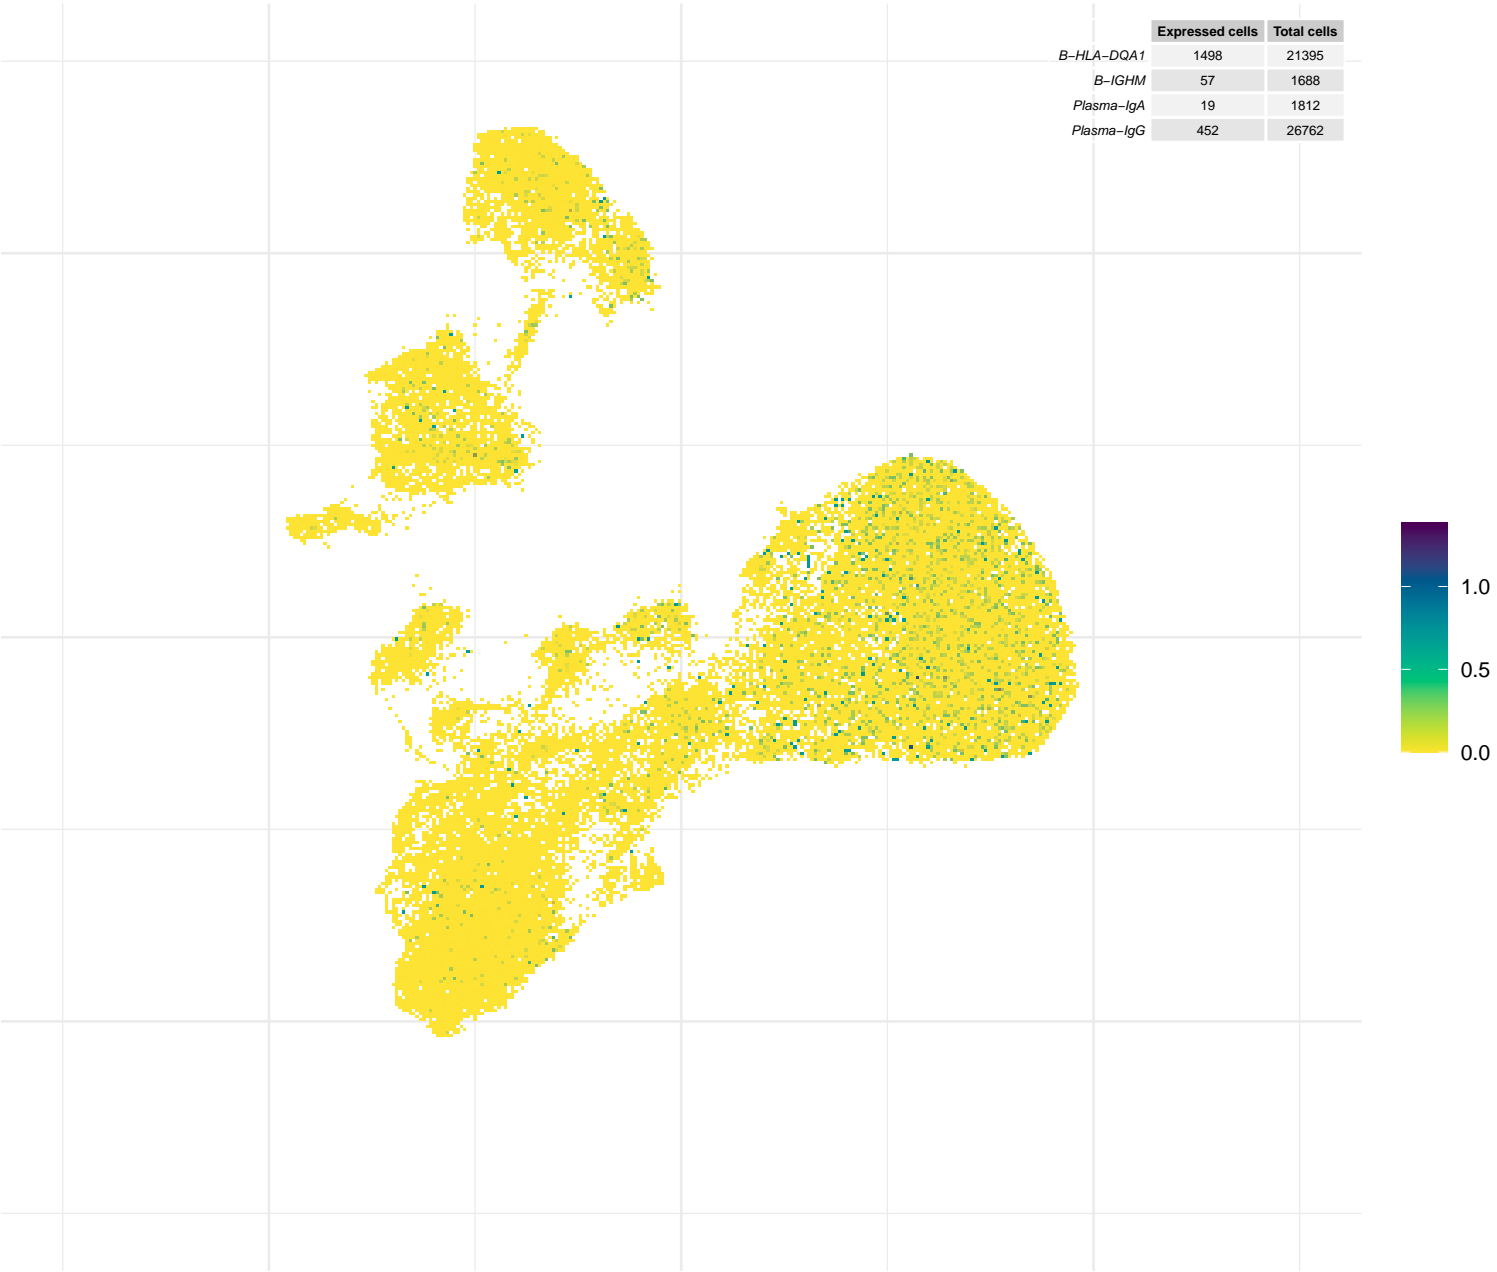 Expressed cells Total cells
B−HLA−DQA1 1498 21395
B−IGHM 57 1688
Plasma−IgA 19 1812
Plasma−IgG 452 26762
1.0
0.5
0.0